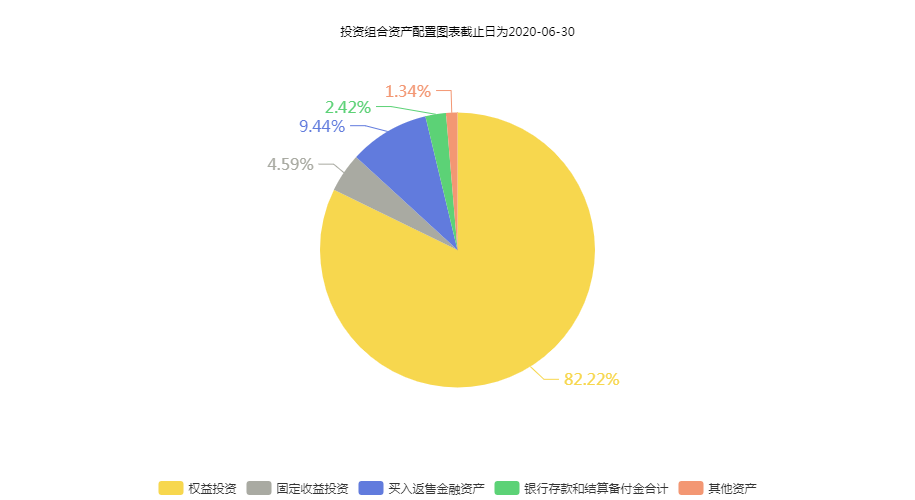 投资组合资产配置图表截止日为2020-06-30
1.34%
2.42%
9.44%
4.59%
82.22%
权益投资 固定收益投资 买入返售金融资产 银行存款和结算备付金合计 其他资产